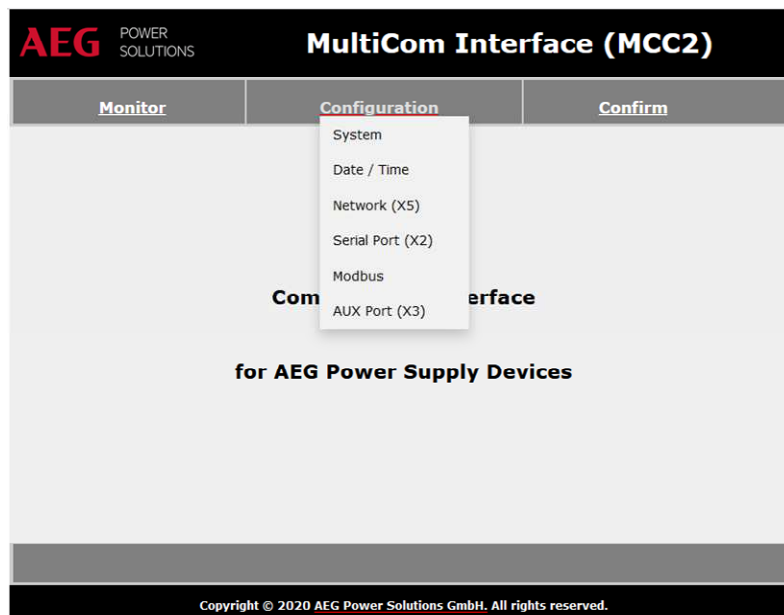 AEG POWER SOLUTIONS
MultiCom Interface (MCC2)
Monitor
Configuration
Confirm
System
Date / Time
Network (X5)
Serial Port (X2)
Modbus
AUX Port (X3)
Com erface
for AEG Power Supply Devices
Copyright © 2020 AEG Power Solutions GmbH. All rights reserved.